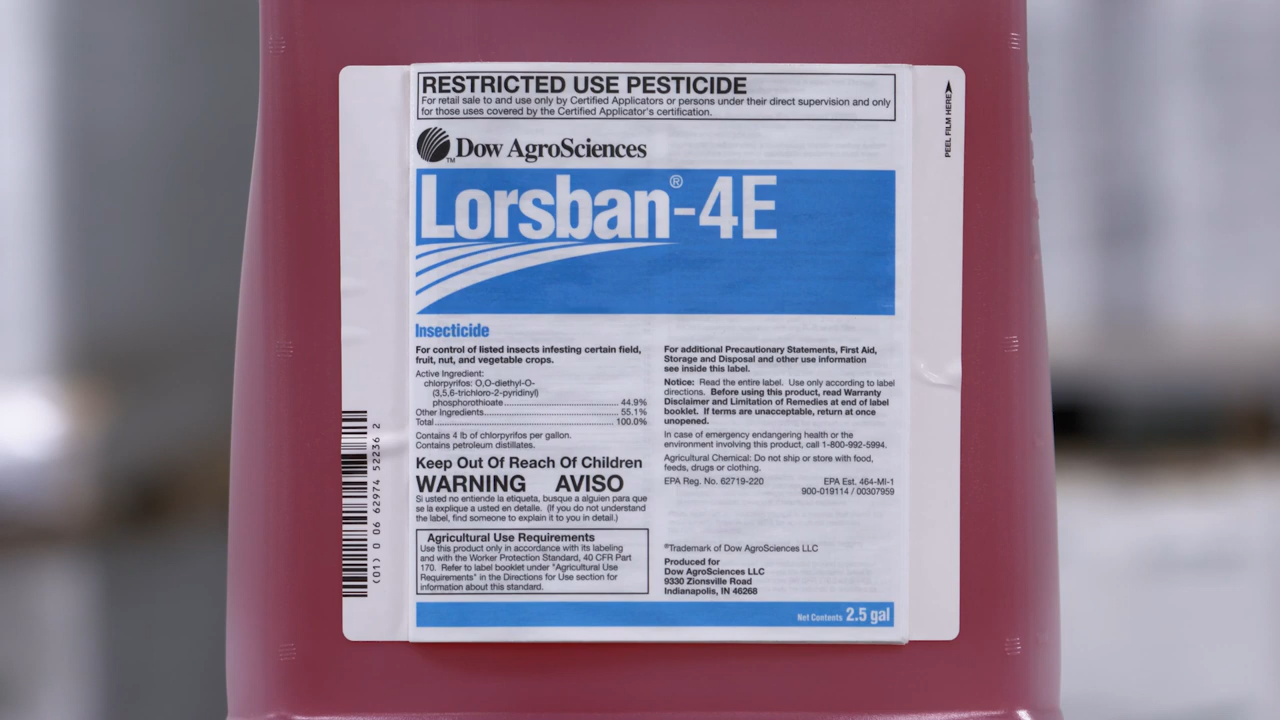 RESTRICTED USE PESTICIDE
For retail sale to and use only by Certified Applicators or persons under their direct supervision and only
for those uses covered by the Certified Applicator's certification.
PEEL FILM HERE
TM Dow AgroSciences
Lorsban®-4E
Insecticide
For control of listed insects infesting certain field,
fruit, nut, and vegetable crops.
Active Ingredient:
chlorpyrifos: O,O-diethyl-O-
(3,5,6-trichloro-2-pyridinyl)
phosphorothioate........................................ 44.9%
Other Ingredients............................................. 55.1%
Total................................................................ 100.0%
Contains 4 lb of chlorpyrifos per gallon.
Contains petroleum distillates.
Keep Out Of Reach Of Children
WARNING AVISO
Si usted no entiende la etiqueta, busque a alguien para que
se la explique a usted en detalle. (If you do not understand
the label, find someone to explain it to you in detail.)
Agricultural Use Requirements
Use this product only in accordance with its labeling
and with the Worker Protection Standard, 40 CFR Part
170. Refer to label booklet under "Agricultural Use
Requirements" in the Directions for Use section for
information about this standard.
For additional Precautionary Statements, First Aid,
Storage and Disposal and other use information
see inside this label.
Notice: Read the entire label. Use only according to label
directions. Before using this product, read Warranty
Disclaimer and Limitation of Remedies at end of label
booklet. If terms are unacceptable, return at once
unopened.
In case of emergency endangering health or the
environment involving this product, call 1-800-992-5994.
Agricultural Chemical: Do not ship or store with food,
feeds, drugs or clothing.
EPA Reg. No. 62719-220 EPA Est. 464-MI-1
900-019114 / 00307959
®Trademark of Dow AgroSciences LLC
Produced for
Dow AgroSciences LLC
9330 Zionsville Road
Indianapolis, IN 46268
Net Contents 2.5 gal
(01) 0 06 62974 52236 2